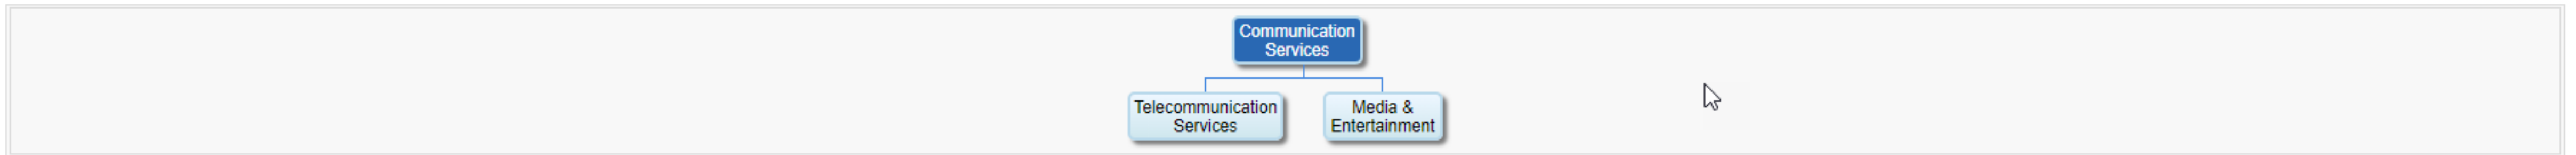 Communication
Services
Telecommunication
Services
Media &
Entertainment